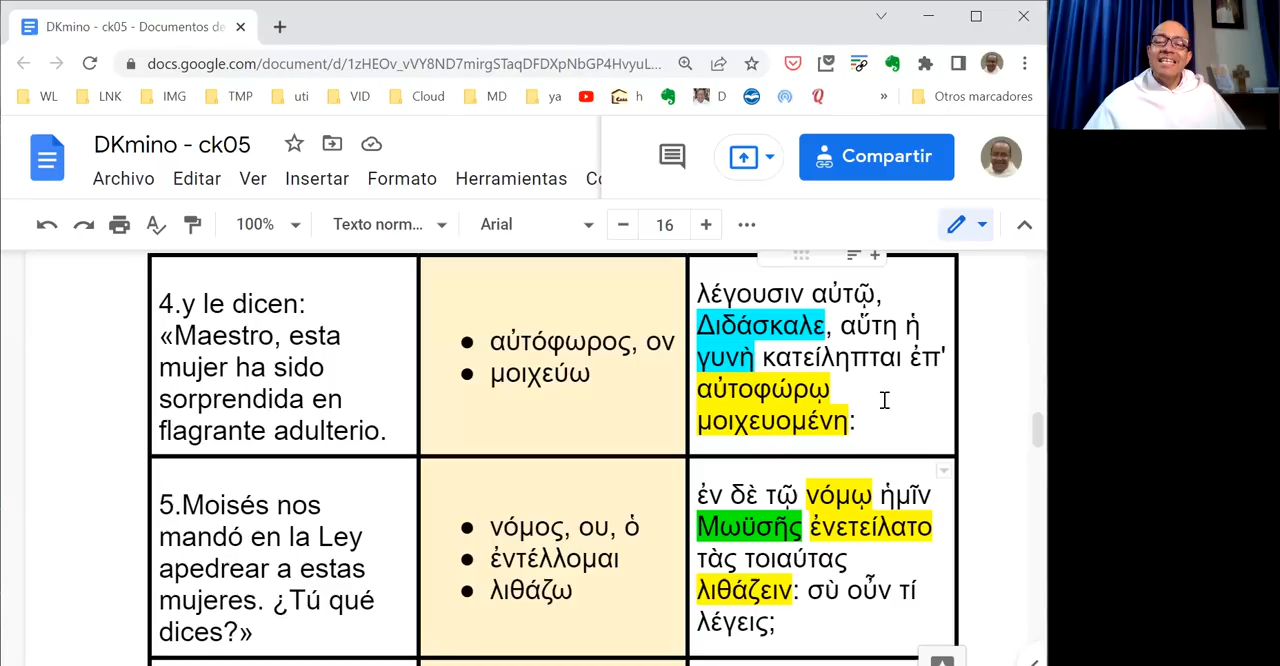 DKmino - ck05 - Documentos de
docs.google.com/document/d/1zHEOv_vVY8ND7mirgSTaqDFDXpNbGP4HvyuL...
WL LNK IMG TMP uti VID Cloud MD ya h D » Otros marcadores
DKmino - ck05
Compartir
Archivo Editar Ver Insertar Formato Herramientas Co
100% Texto norm... Arial 16
4.y le dicen:
«Maestro, esta
mujer ha sido
sorprendida en
flagrante adulterio.
αὐτόφωρος, ον
μοιχεύω
λέγουσιν αὐτῷ,
Διδάσκαλε, αὕτη ἡ
γυνὴ κατείληπται ἐπ'
αὐτοφώρῳ
μοιχευομένη:
5.Moisés nos
mandó en la Ley
apedrear a estas
mujeres. ¿Tú qué
dices?»
νόμος, ου, ὁ
ἐντέλλομαι
λιθάζω
ἐν δὲ τῷ νόμῳ ἡμῖν
Μωϋσῆς ἐνετείλατο
τὰς τοιαύτας
λιθάζειν: σὺ οὖν τί
λέγεις;